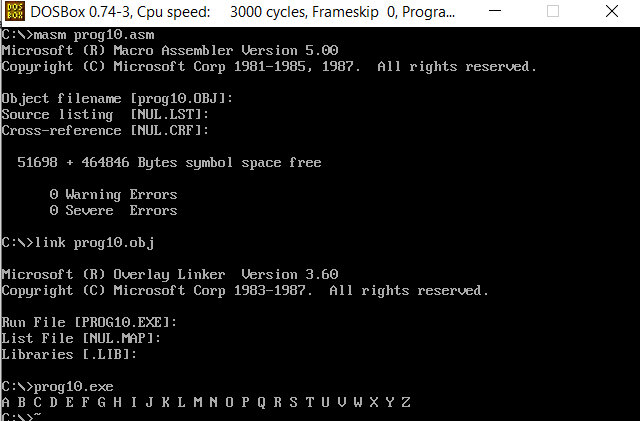 DOS
BOX
DOSBox 0.74-3, Cpu speed: 3000 cycles, Frameskip 0, Progra...
C:\>masm prog10.asm
Microsoft (R) Macro Assembler Version 5.00
Copyright (C) Microsoft Corp 1981-1985, 1987. All rights reserved.
Object filename [prog10.OBJ]:
Source listing [NUL.LST]:
Cross-reference [NUL.CRF]:
51698 + 464846 Bytes symbol space free
0 Warning Errors
0 Severe Errors
C:\>link prog10.obj
Microsoft (R) Overlay Linker Version 3.60
Copyright (C) Microsoft Corp 1983-1987. All rights reserved.
Run File [PROG10.EXE]:
List File [NUL.MAP]:
Libraries [.LIB]:
C:\>prog10.exe
A B C D E F G H I J K L M N O P Q R S T U V W X Y Z
C:\>~